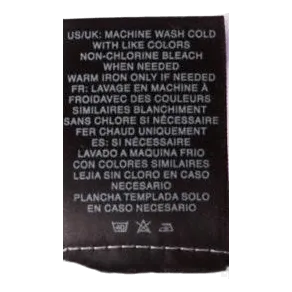 US/UK: MACHINE WASH COLD
WITH LIKE COLORS
NON-CHLORINE BLEACH
WHEN NEEDED
WARM IRON ONLY IF NEEDED
FR: LAVAGE EN MACHINE À
FROIDAVEC DES COULEURS
SIMILAIRES BLANCHIMENT
SANS CHLORE SI NÉCESSAIRE
FER CHAUD UNIQUEMENT
ES: SI NÉCESSAIRE
LAVADO A MAQUINA FRIO
CON COLORES SIMILARES
LEJIA SIN CLORO EN CASO
NECESARIO
PLANCHA TEMPLADA SOLO
EN CASO NECESARIO